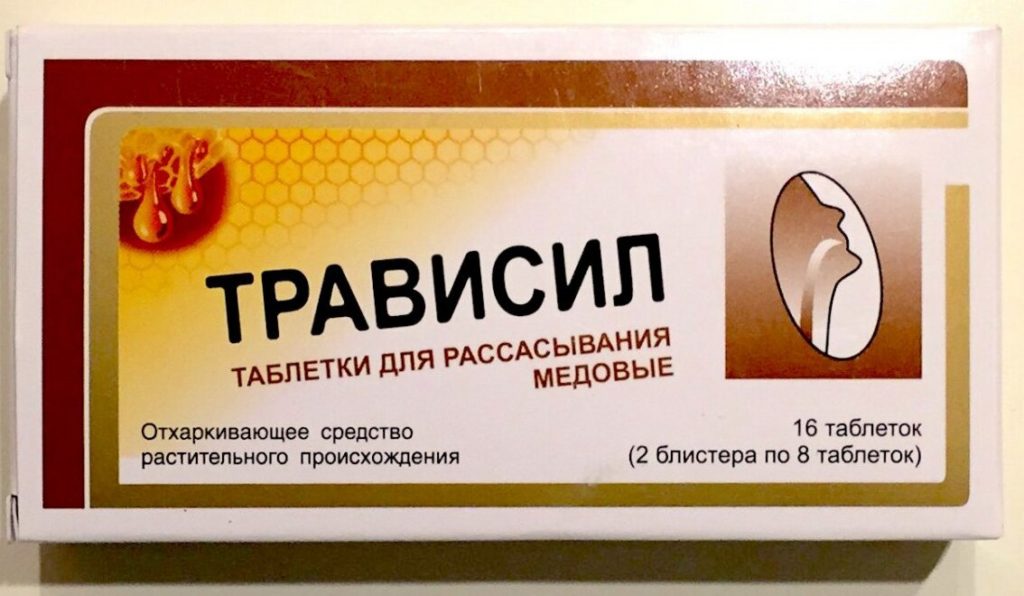 ТРАВИСИЛ
ТАБЛЕТКИ ДЛЯ РАССАСЫВАНИЯ
МЕДОВЫЕ
Отхаркивающее средство
растительного происхождения
16 таблеток
(2 блистера по 8 таблеток)